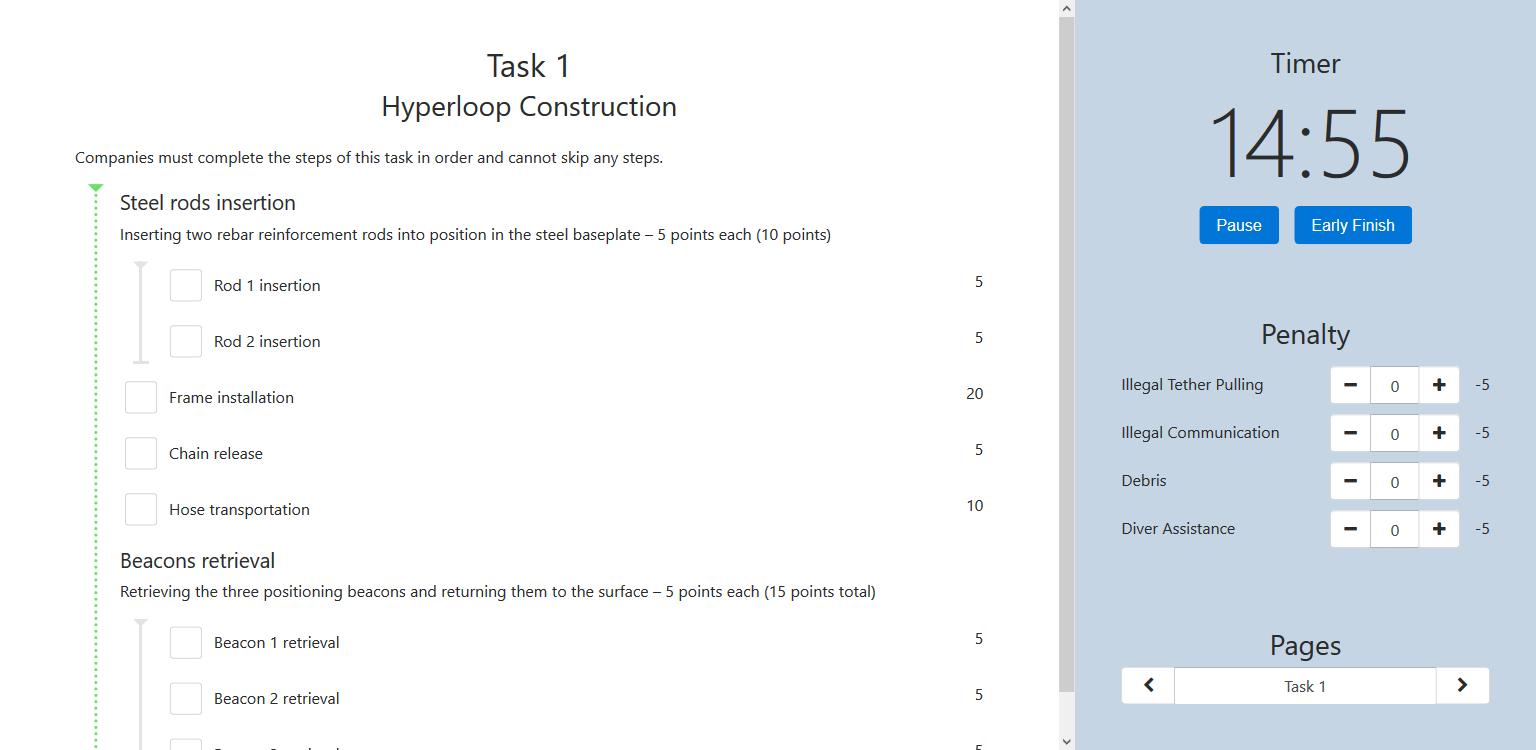 Task 1
Hyperloop Construction
Companies must complete the steps of this task in order and cannot skip any steps.
Steel rods insertion
Inserting two rebar reinforcement rods into position in the steel baseplate – 5 points each (10 points)
Rod 1 insertion 5
Rod 2 insertion 5
Frame installation 20
Chain release 5
Hose transportation 10
Beacons retrieval
Retrieving the three positioning beacons and returning them to the surface – 5 points each (15 points total)
Beacon 1 retrieval 5
Beacon 2 retrieval 5
Timer
14:55
Pause Early Finish
Penalty
Illegal Tether Pulling 0 -5
Illegal Communication 0 -5
Debris 0 -5
Diver Assistance 0 -5
Pages
Task 1